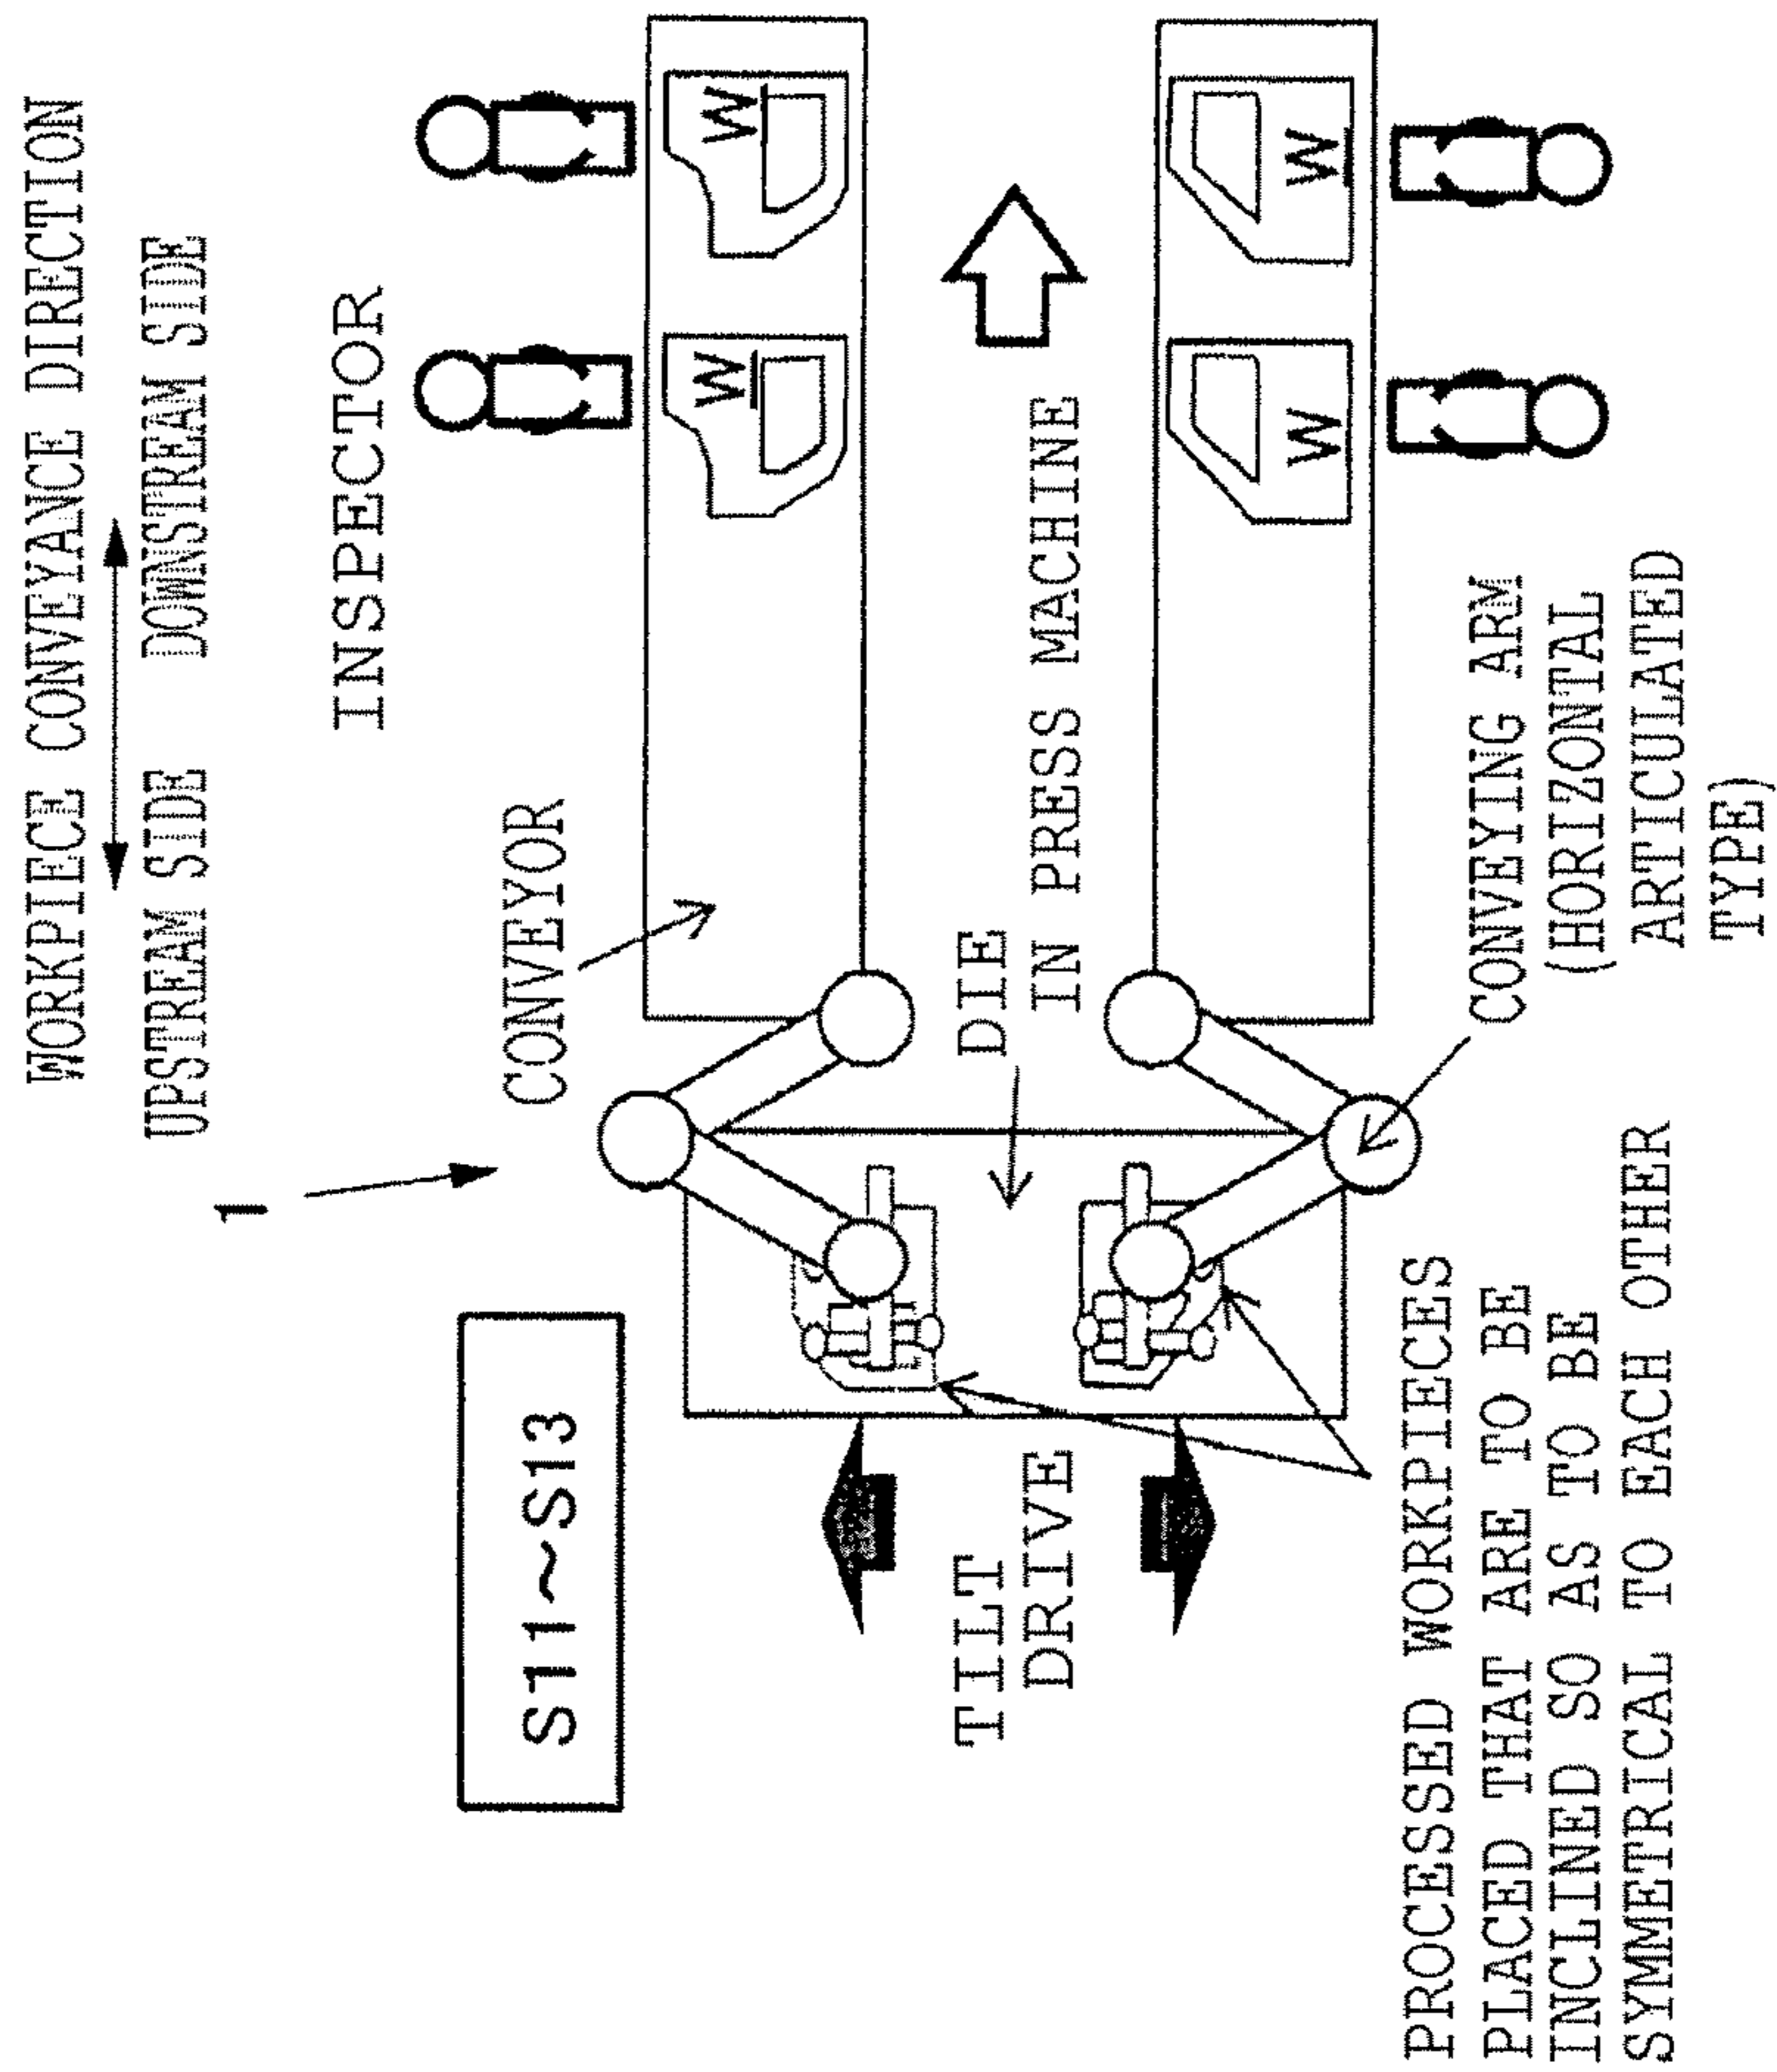 WORKPIECE CONVEYANCE DIRECTION
UPSTREAM SIDE DOWNSTREAM SIDE
1
INSPECTOR
S11~S13
CONVEYOR
W
W
W
W
DIE
IN PRESS MACHINE
TILT
DRIVE
CONVEYING ARM
(HORIZONTAL
ARTICULATED
TYPE)
PROCESSED WORKPIECES
PLACED THAT ARE TO BE
INCLINED SO AS TO BE
SYMMETRICAL TO EACH OTHER